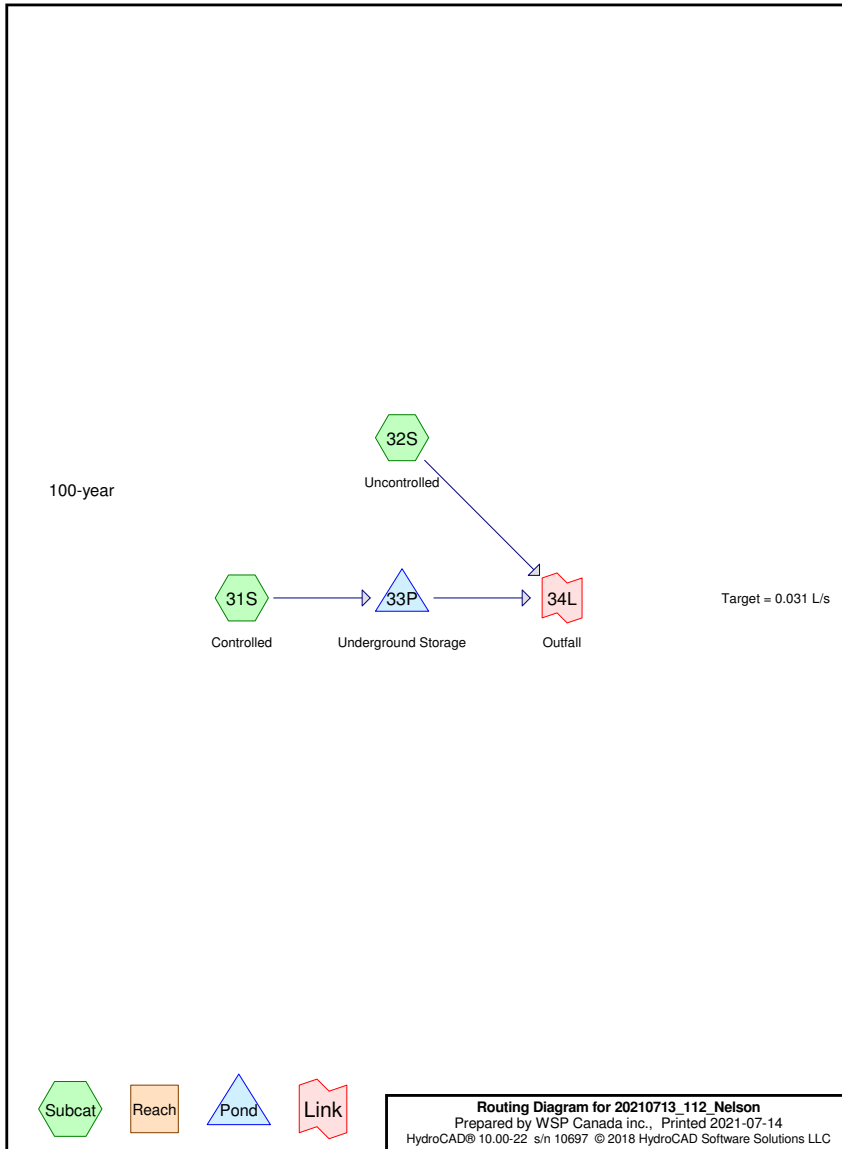 32S
Uncontrolled
100-year
31S
33P
34L
Target = 0.031 L/s
Controlled
Underground Storage
Outfall
Subcat
Reach
Pond
Link
Routing Diagram for 20210713_112_Nelson
Prepared by WSP Canada inc.,  Printed 2021-07-14
HydroCAD® 10.00-22  s/n 10697  © 2018 HydroCAD Software Solutions LLC